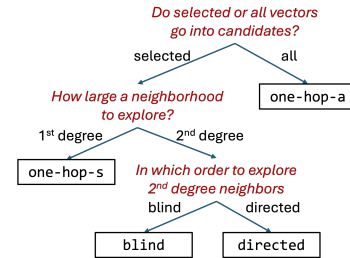 Do selected or all vectors
go into candidates?
selected
all
How large a neighborhood
to explore?
one-hop-a
1st degree
2nd degree
one-hop-s
In which order to explore
2nd degree neighbors
blind
directed
blind
directed